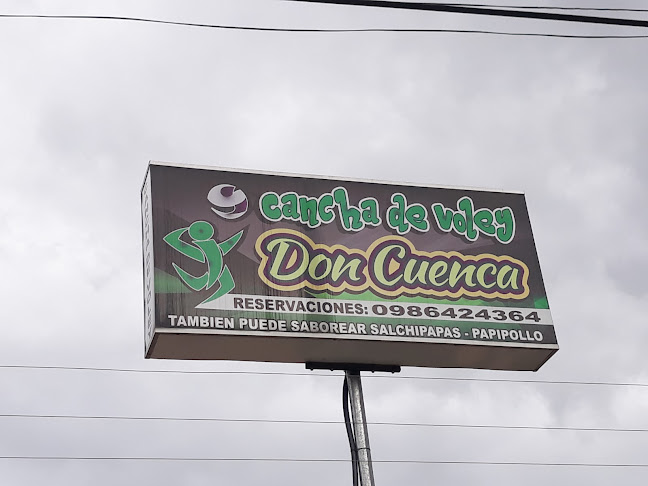 cancha de voley
Don Cuenca
RESERVACIONES: 0986424364
TAMBIEN PUEDE SABOREAR SALCHIPAPAS - PAPIPOLLO